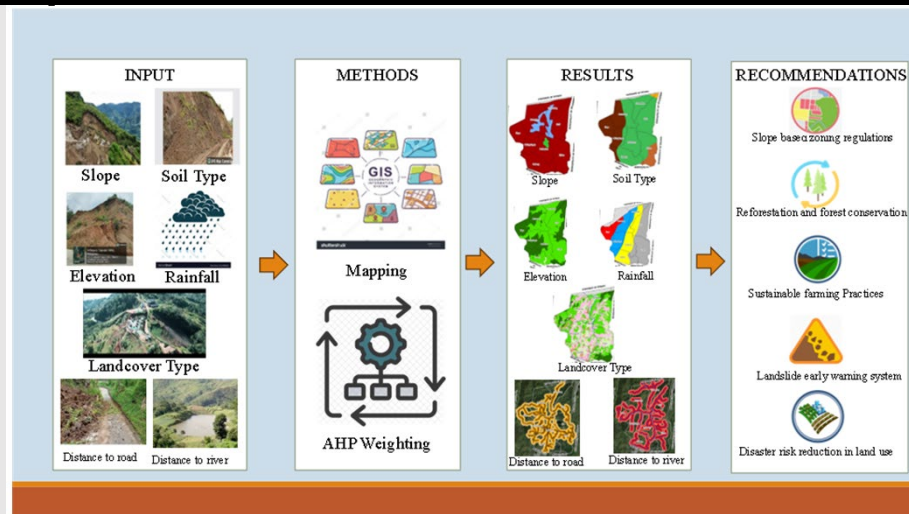 INPUT
Slope
Soil Type
Elevation
Rainfall
Landcover Type
Distance to road
Distance to river
METHODS
GIS
Mapping
AHP Weighting
RESULTS
Slope
Soil Type
Elevation
Rainfall
Landcover Type
Distance to road
Distance to river
RECOMMENDATIONS
Slope based zoning regulations
Reforestation and forest conservation
Sustainable farming Practices
Landslide early warning system
Disaster risk reduction in land use